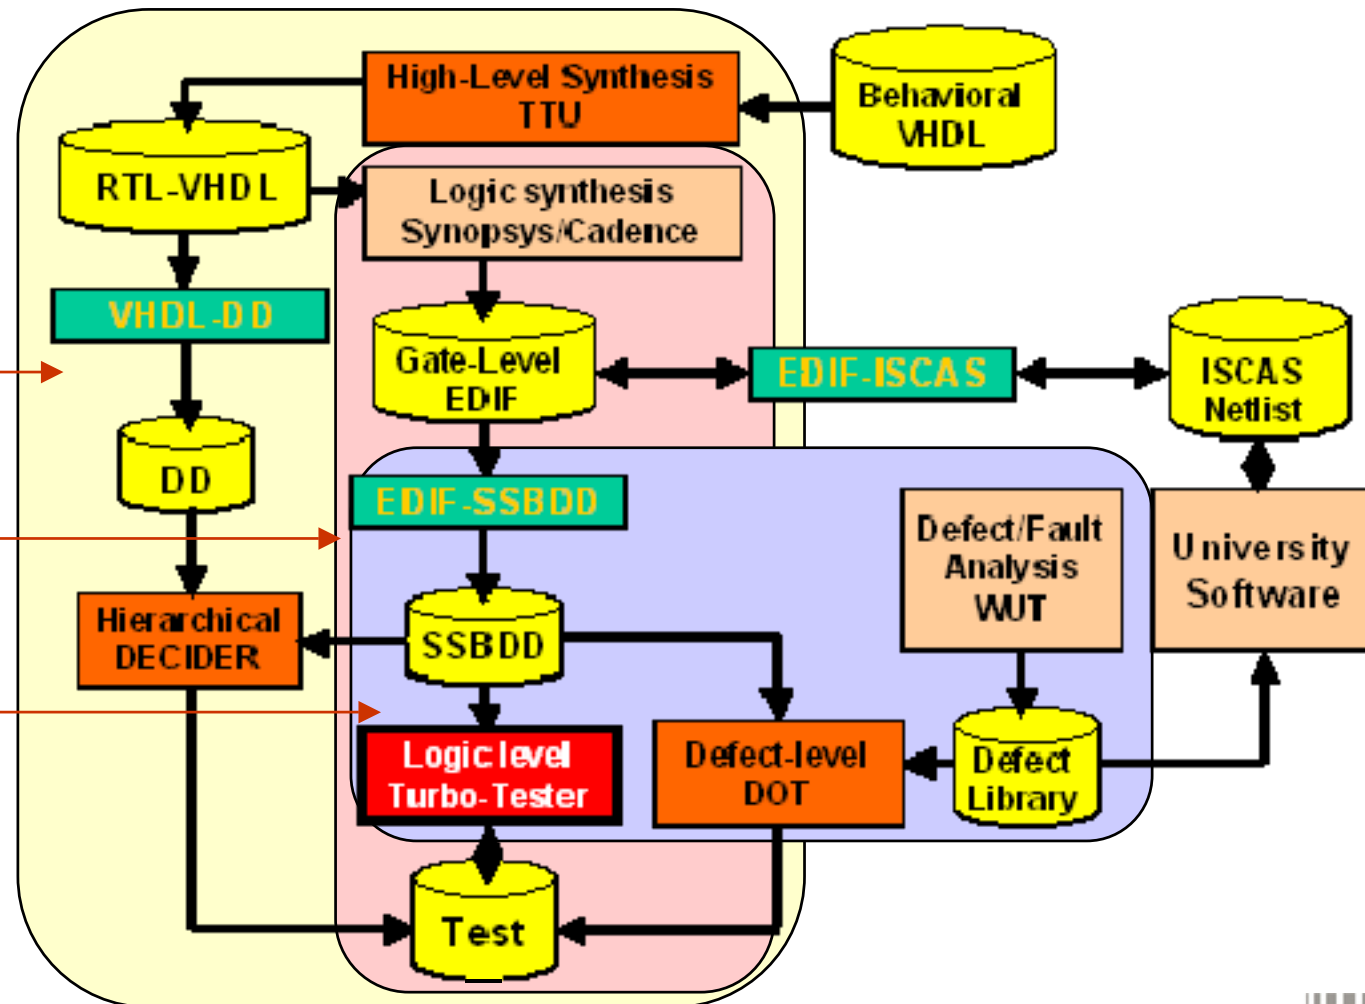 High-Level Synthesis
TTU
Behavioral
VHDL
RTL-VHDL
Logic synthesis
Synopsys/Cadence
VHDL-DD
Gate-Level
EDIF
EDIF-ISCAS
ISCAS
Netlist
DD
EDIF-SSBDD
Defect/Fault
Analysis
WUT
University
Software
Hierarchical
DECIDER
SSBDD
Logic level
Turbo-Tester
Defect-level
DOT
Defect
Library
Test